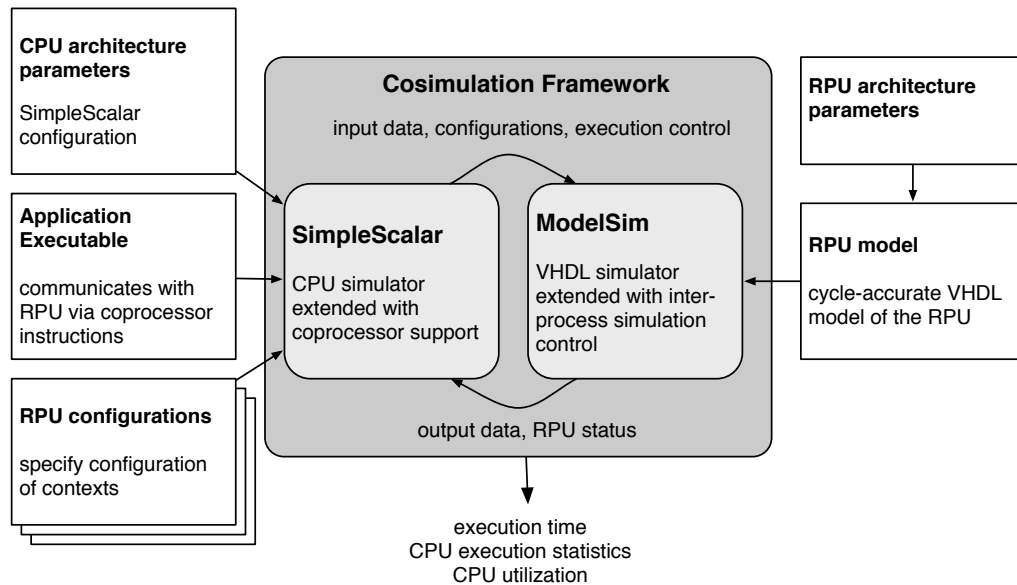 CPU architecture
parameters
SimpleScalar
configuration
Application
Executable
communicates with
RPU via coprocessor
instructions
RPU configurations
specify configuration
of contexts
Cosimulation Framework
input data, configurations, execution control
SimpleScalar
CPU simulator
extended with
coprocessor support
ModelSim
VHDL simulator
extended with inter-
process simulation
control
output data, RPU status
RPU architecture
parameters
RPU model
cycle-accurate VHDL
model of the RPU
execution time
CPU execution statistics
CPU utilization